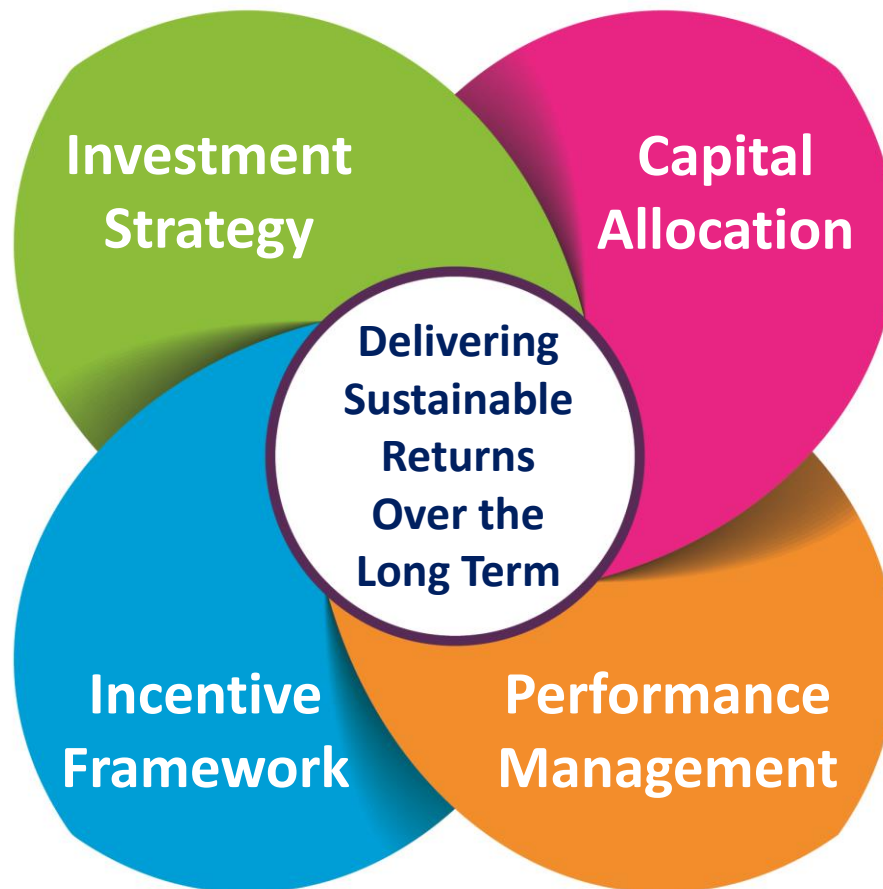 Investment
Strategy
Capital
Allocation
Delivering
Sustainable
Returns
Over the
Long Term
Incentive
Framework
Performance
Management